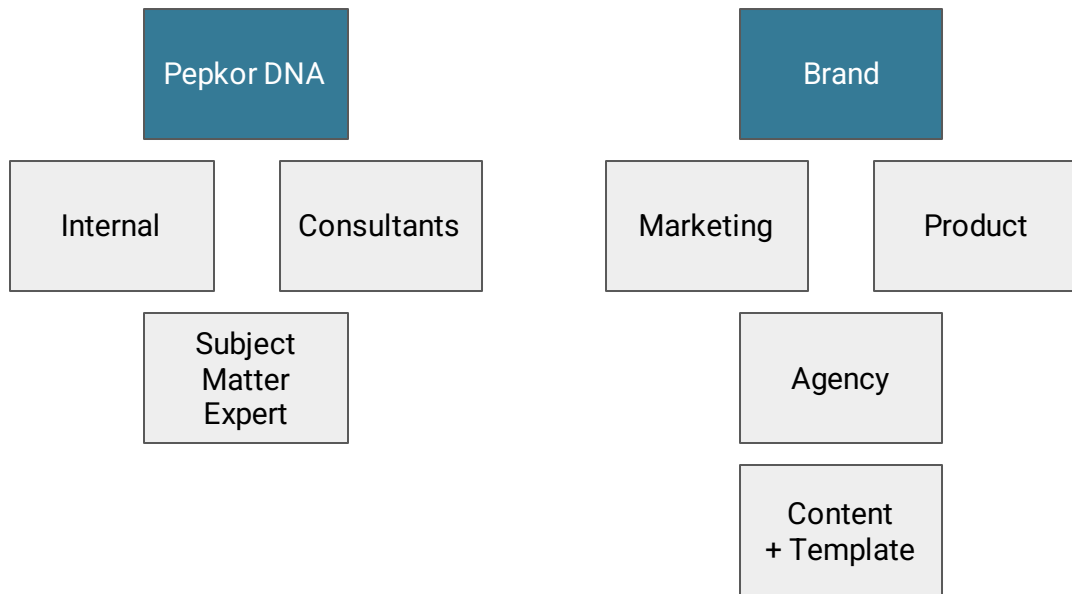 Pepkor DNA
Brand
Internal
Consultants
Marketing
Product
Subject
Matter
Expert
Agency
Content
+ Template